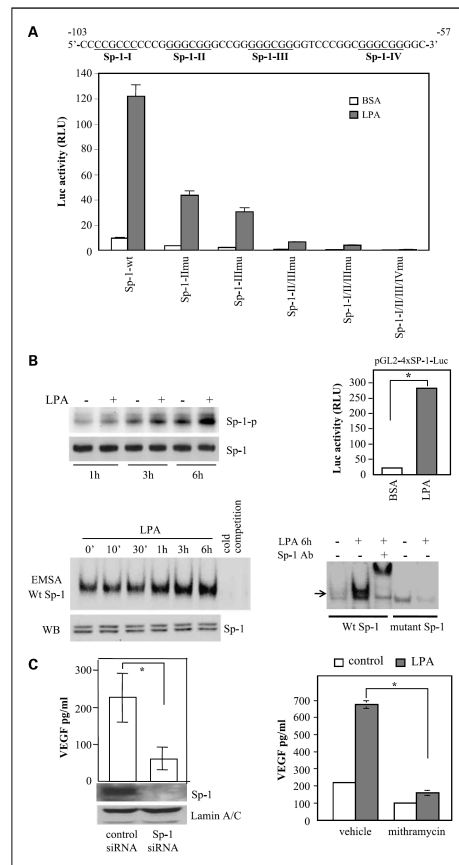 A
-103 -57
5'-CCCCGCCCCCCGGGGCGGCCGGGGGCGGGGTCCCGGCGGGGCGGGGC-3'
Sp-1-I Sp-1-II Sp-1-III Sp-1-IV
Luc activity (RLU)
140
120
100
80
60
40
20
0
BSA
LPA
Sp-1-wt
Sp-1-IImu
Sp-1-IIImu
Sp-1-II/IIImu
Sp-1-I/II/IIImu
Sp-1-I/II/III/IVmu
B
LPA - + - + - +
Sp-1-p
Sp-1
1h 3h 6h
pGL2-4xSP-1-Luc
*
Luc activity (RLU)
300
250
200
150
100
50
0
BSA
LPA
LPA
0' 10' 30' 1h 3h 6h
cold competition
EMSA
Wt Sp-1
WB
Sp-1
LPA 6h - + + - +
Sp-1 Ab - - + - -
Wt Sp-1 mutant Sp-1
C
*
VEGF pg/ml
300
200
100
0
Sp-1
Lamin A/C
control siRNA
Sp-1 siRNA
control LPA
*
VEGF pg/ml
700
600
500
400
300
200
100
0
vehicle mithramycin